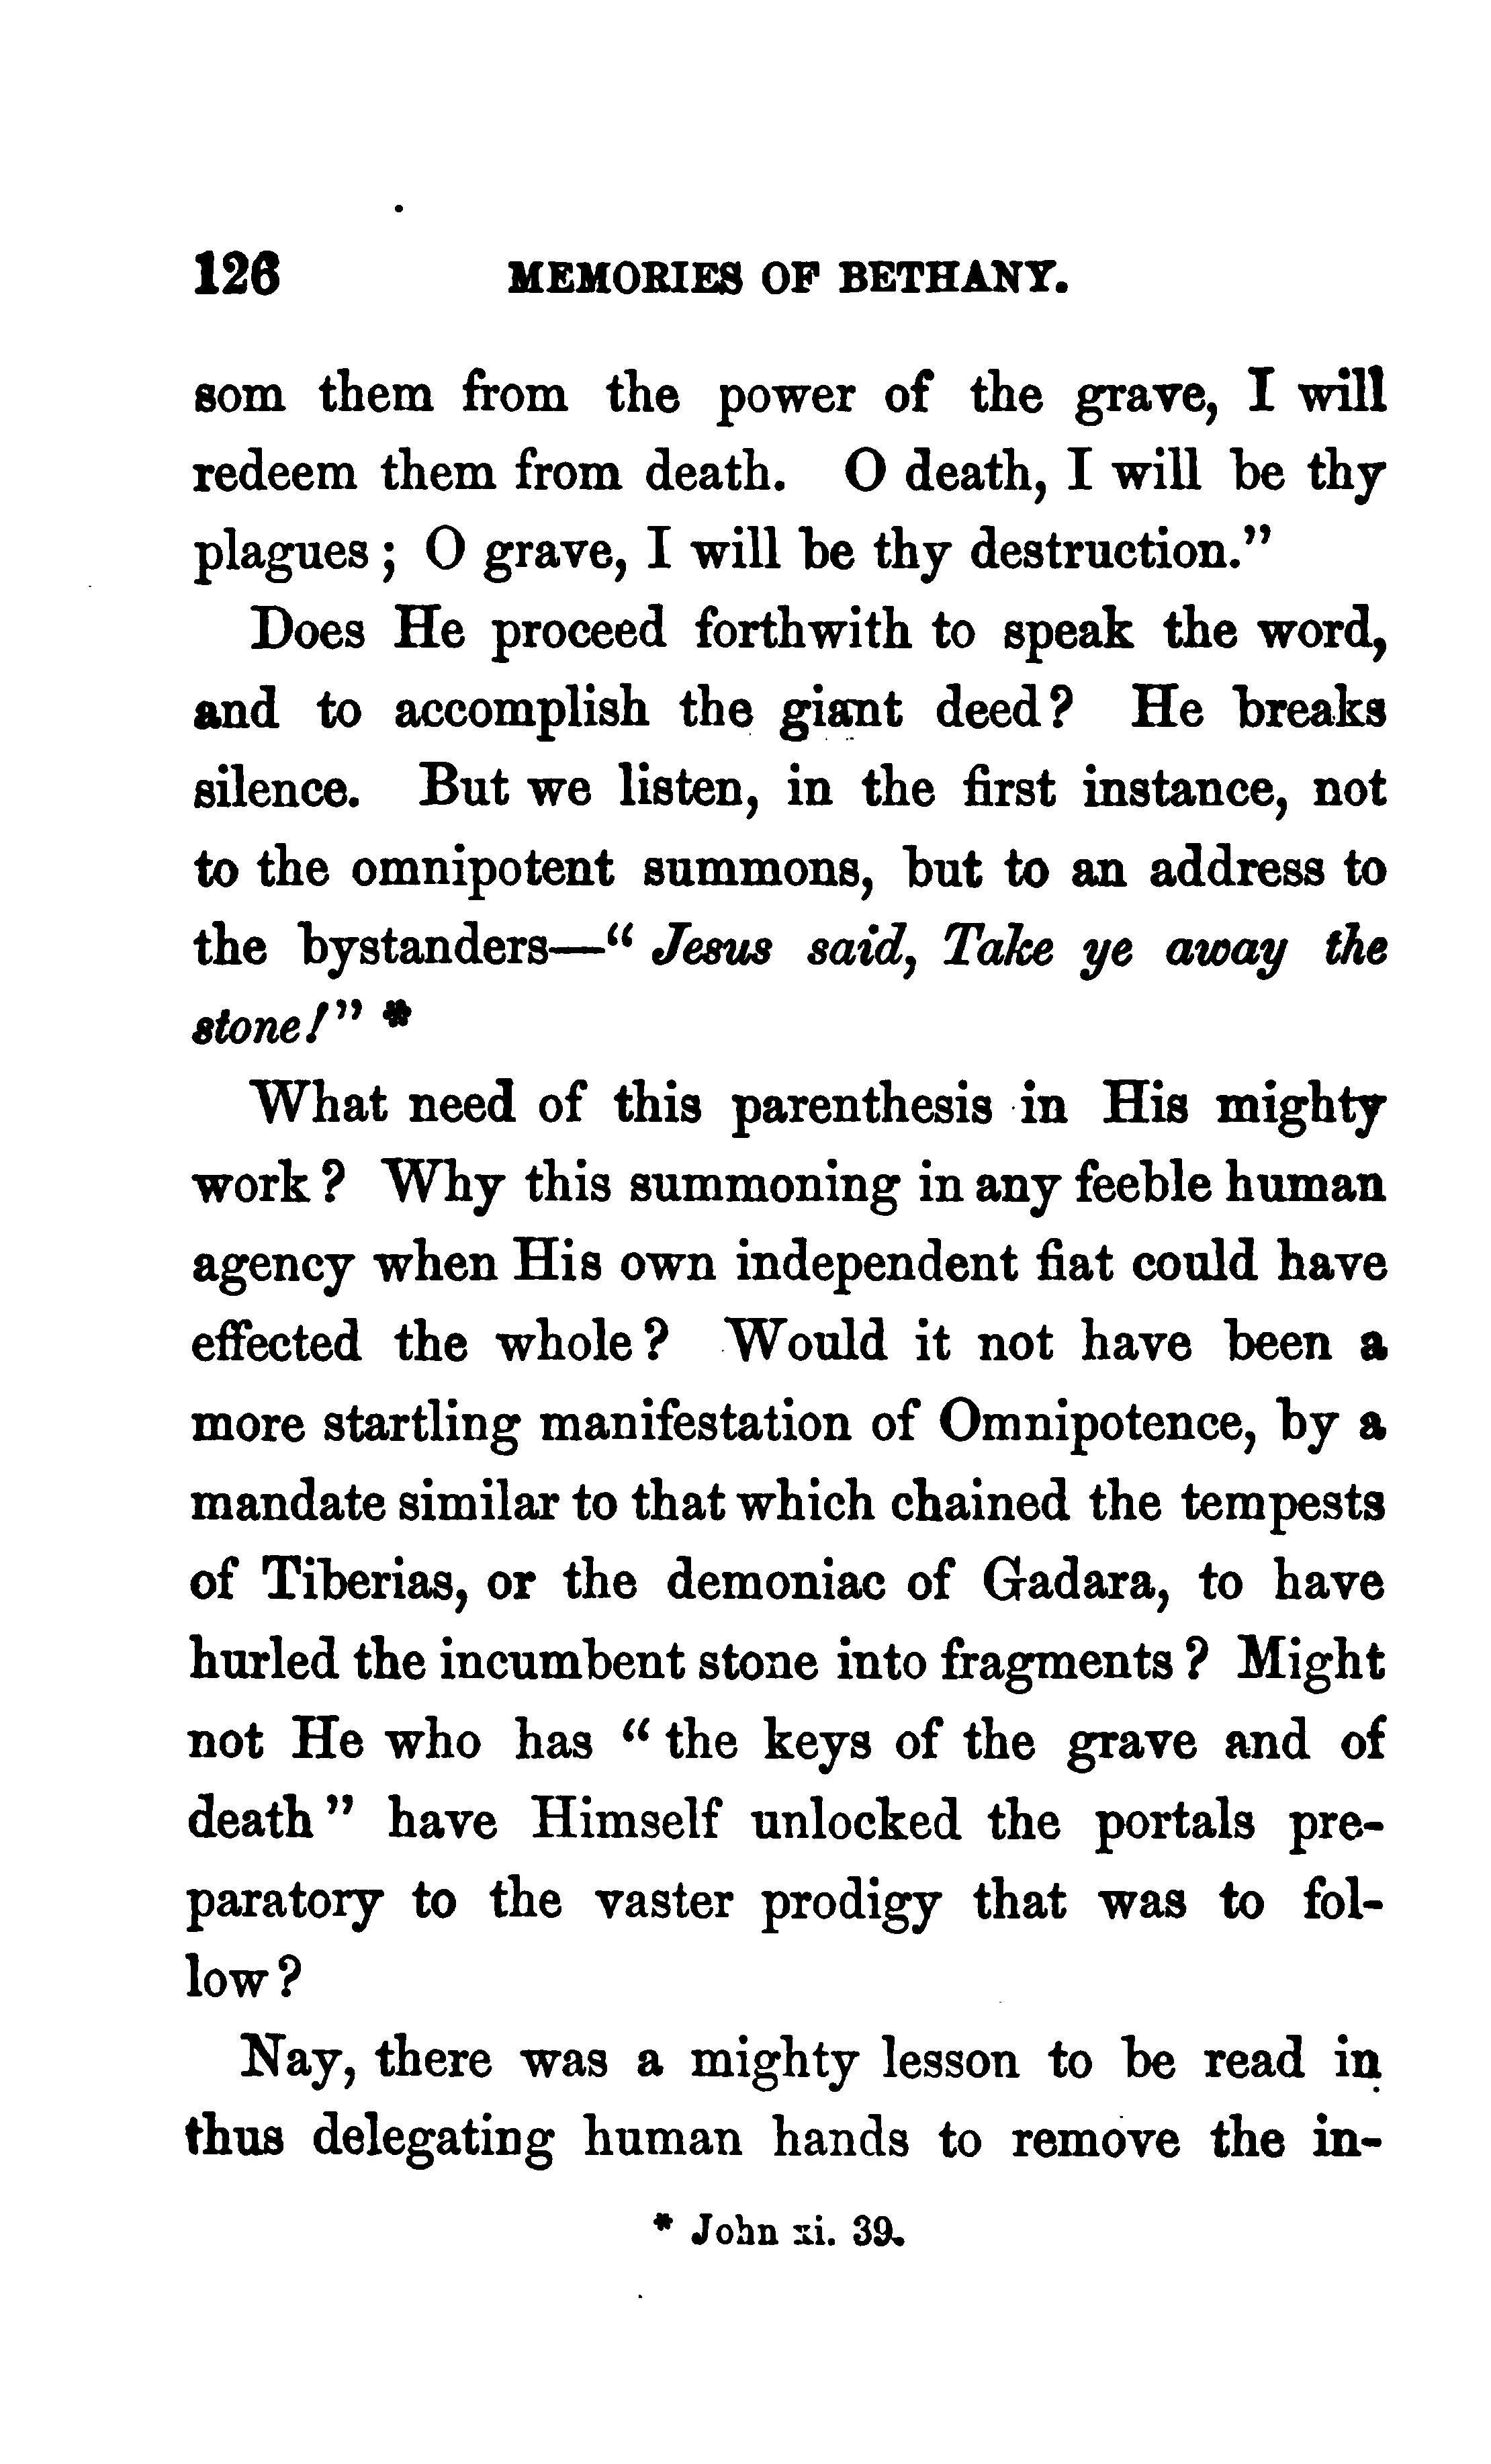 126 MEMORIES OF BETHANY.
som them from the power of the grave, I will
redeem them from death. O death, I will be thy
plagues; O grave, I will be thy destruction."
Does He proceed forthwith to speak the word,
and to accomplish the giant deed? He breaks
silence. But we listen, in the first instance, not
to the omnipotent summons, but to an address to
the bystanders—"Jesus said, Take ye away the
stone!" *
What need of this parenthesis in His mighty
work? Why this summoning in any feeble human
agency when His own independent fiat could have
effected the whole? Would it not have been a
more startling manifestation of Omnipotence, by a
mandate similar to that which chained the tempests
of Tiberias, or the demoniac of Gadara, to have
hurled the incumbent stone into fragments? Might
not He who has "the keys of the grave and of
death" have Himself unlocked the portals pre-
paratory to the vaster prodigy that was to fol-
low?
Nay, there was a mighty lesson to be read in
thus delegating human hands to remove the in-
* John xi. 39.